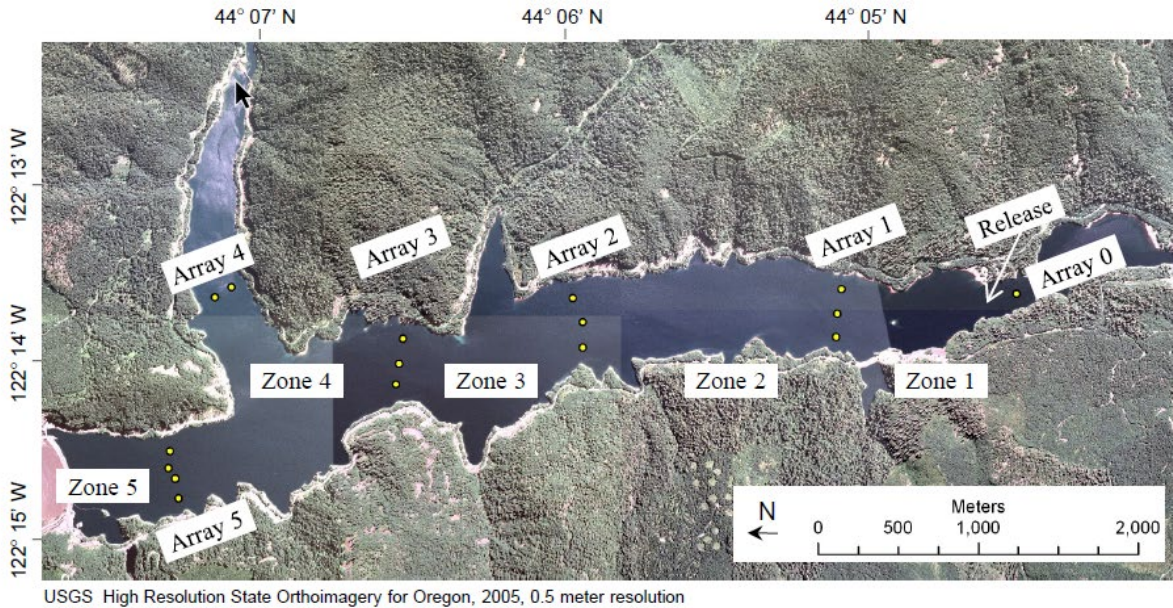 44° 07’ N
44° 06’ N
44° 05’ N
122° 13’ W
122° 14’ W
122° 15’ W
Array 4
Array 3
Array 2
Array 1
Release
Array 0
Zone 4
Zone 3
Zone 2
Zone 1
Zone 5
Array 5
N
Meters
0 500 1,000 2,000
USGS High Resolution State Orthoimagery for Oregon, 2005, 0.5 meter resolution